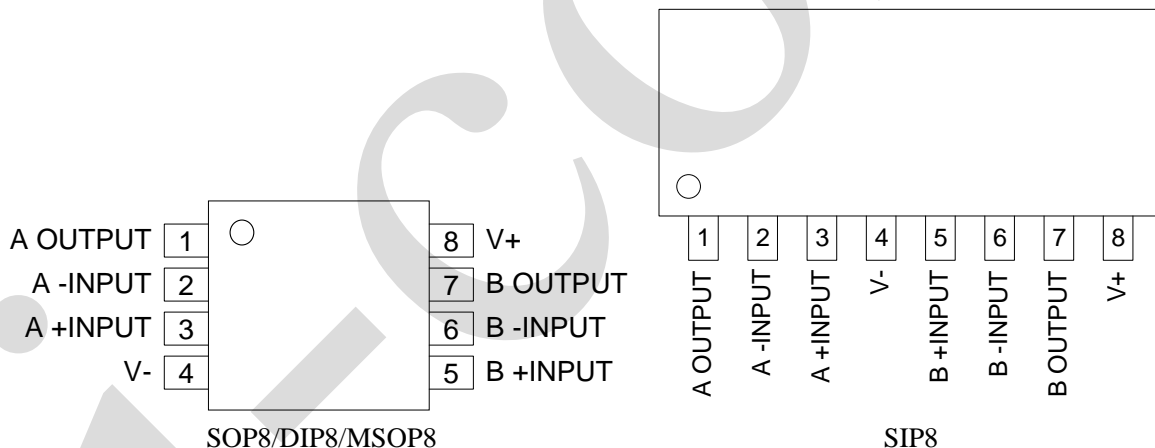 A OUTPUT 1 8 V+
A -INPUT 2 7 B OUTPUT
A +INPUT 3 6 B -INPUT
V- 4 5 B +INPUT
SOP8/DIP8/MSOP8
1 2 3 4 5 6 7 8
A OUTPUT
A -INPUT
A +INPUT
V-
B +INPUT
B -INPUT
B OUTPUT
V+
SIP8